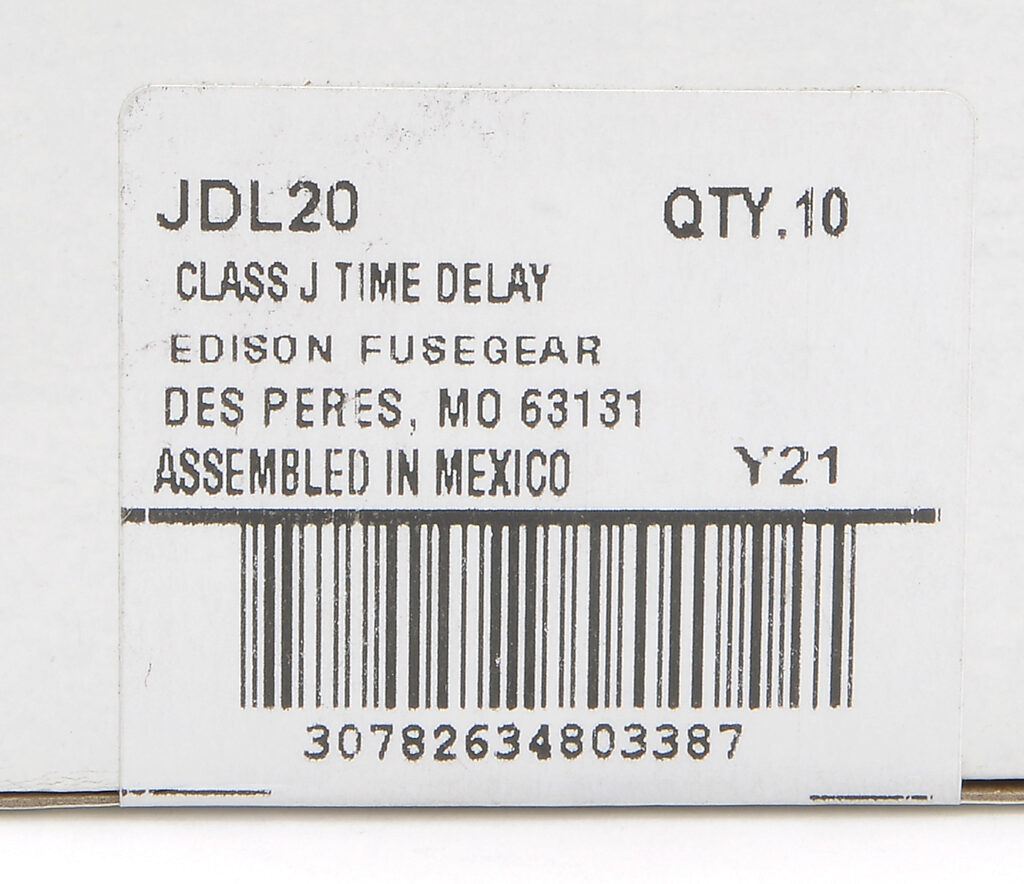 JDL20 QTY.10
CLASS J TIME DELAY
EDISON FUSEGEAR
DES PERES, MO 63131
ASSEMBLED IN MEXICO Y21
30782634803387